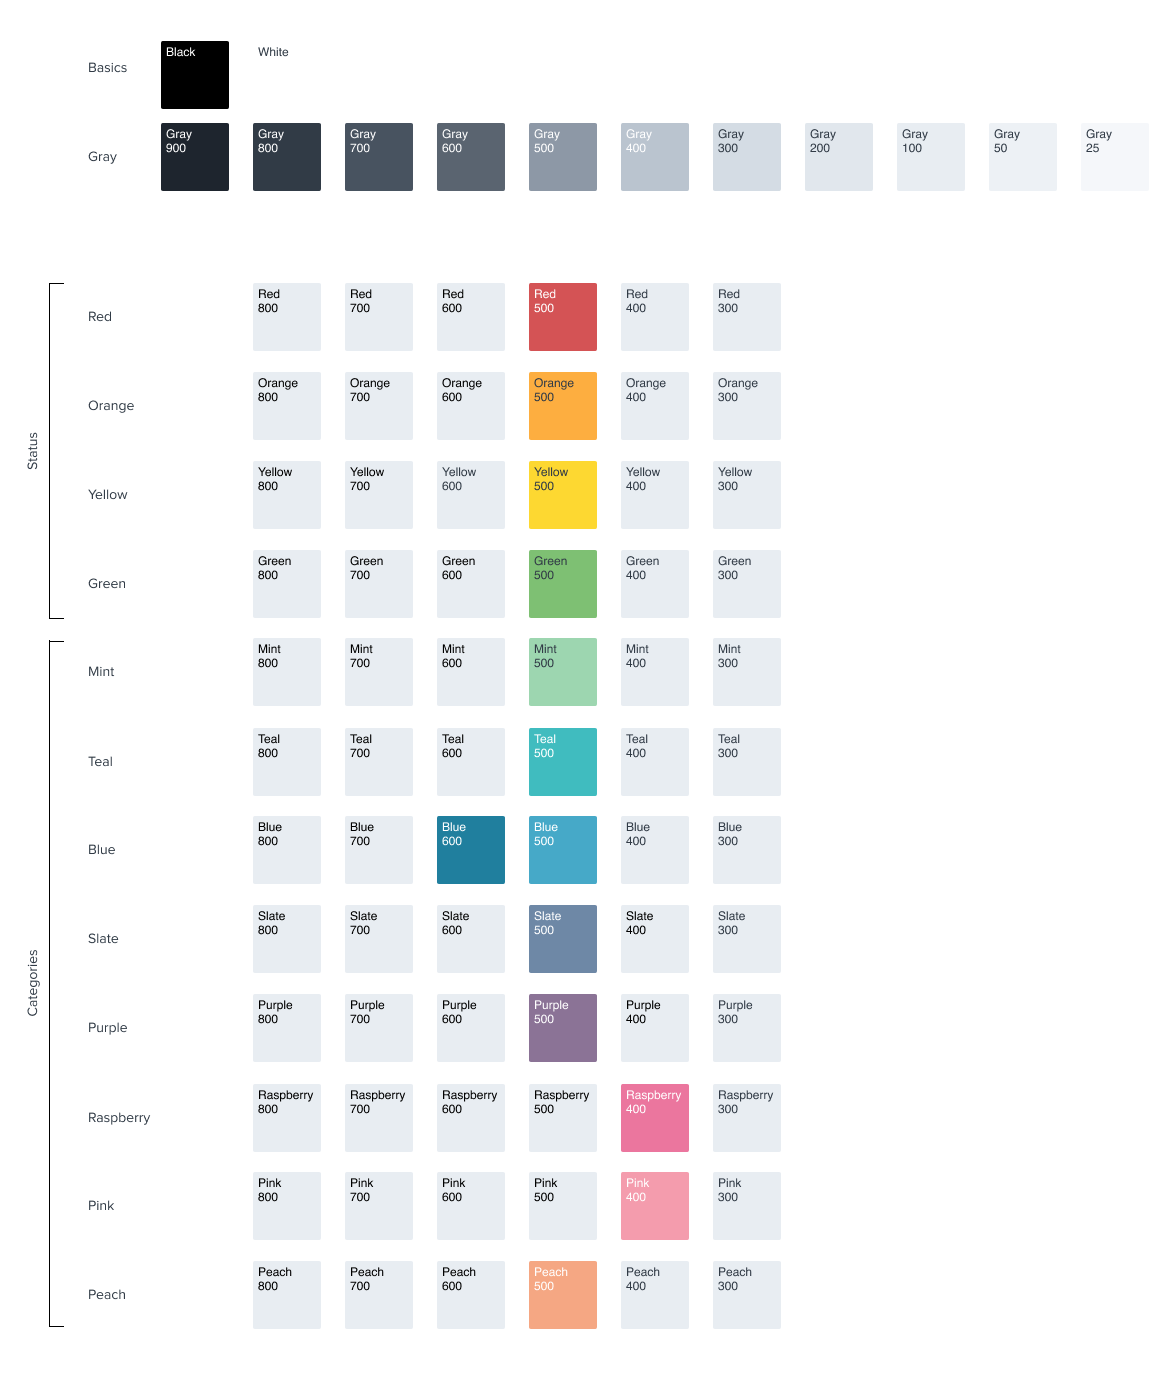 Basics
Black
White
Gray
Gray
900
Gray
800
Gray
700
Gray
600
Gray
500
Gray
400
Gray
300
Gray
200
Gray
100
Gray
50
Gray
25
Status
Red
Red
800
Red
700
Red
600
Red
500
Red
400
Red
300
Orange
Orange
800
Orange
700
Orange
600
Orange
500
Orange
400
Orange
300
Yellow
Yellow
800
Yellow
700
Yellow
600
Yellow
500
Yellow
400
Yellow
300
Green
Green
800
Green
700
Green
600
Green
500
Green
400
Green
300
Categories
Mint
Mint
800
Mint
700
Mint
600
Mint
500
Mint
400
Mint
300
Teal
Teal
800
Teal
700
Teal
600
Teal
500
Teal
400
Teal
300
Blue
Blue
800
Blue
700
Blue
600
Blue
500
Blue
400
Blue
300
Slate
Slate
800
Slate
700
Slate
600
Slate
500
Slate
400
Slate
300
Purple
Purple
800
Purple
700
Purple
600
Purple
500
Purple
400
Purple
300
Raspberry
Raspberry
800
Raspberry
700
Raspberry
600
Raspberry
500
Raspberry
400
Raspberry
300
Pink
Pink
800
Pink
700
Pink
600
Pink
500
Pink
400
Pink
300
Peach
Peach
800
Peach
700
Peach
600
Peach
500
Peach
400
Peach
300